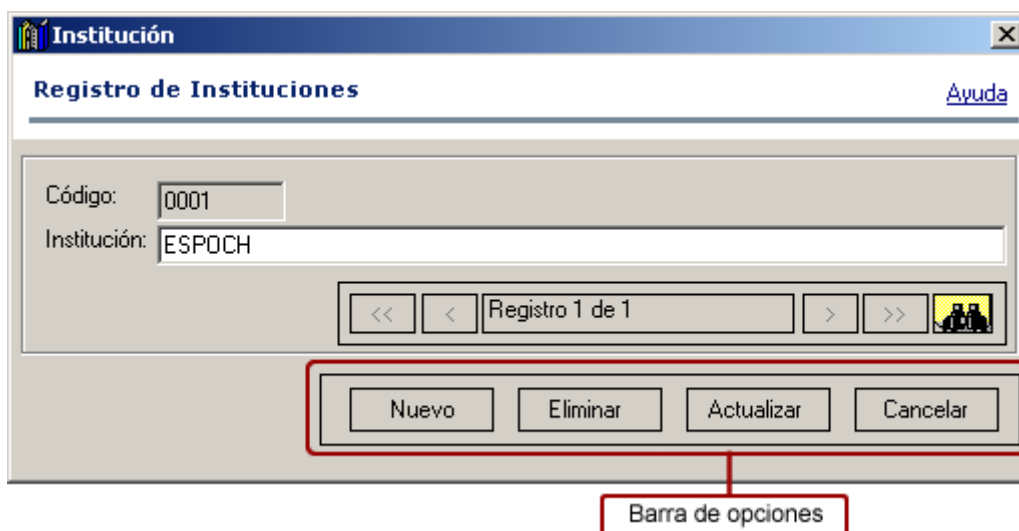 Institución
Registro de Instituciones
Ayuda
Código: 0001
Institución: ESPOCH
<< < Registro 1 de 1 > >>
Nuevo Eliminar Actualizar Cancelar
Barra de opciones